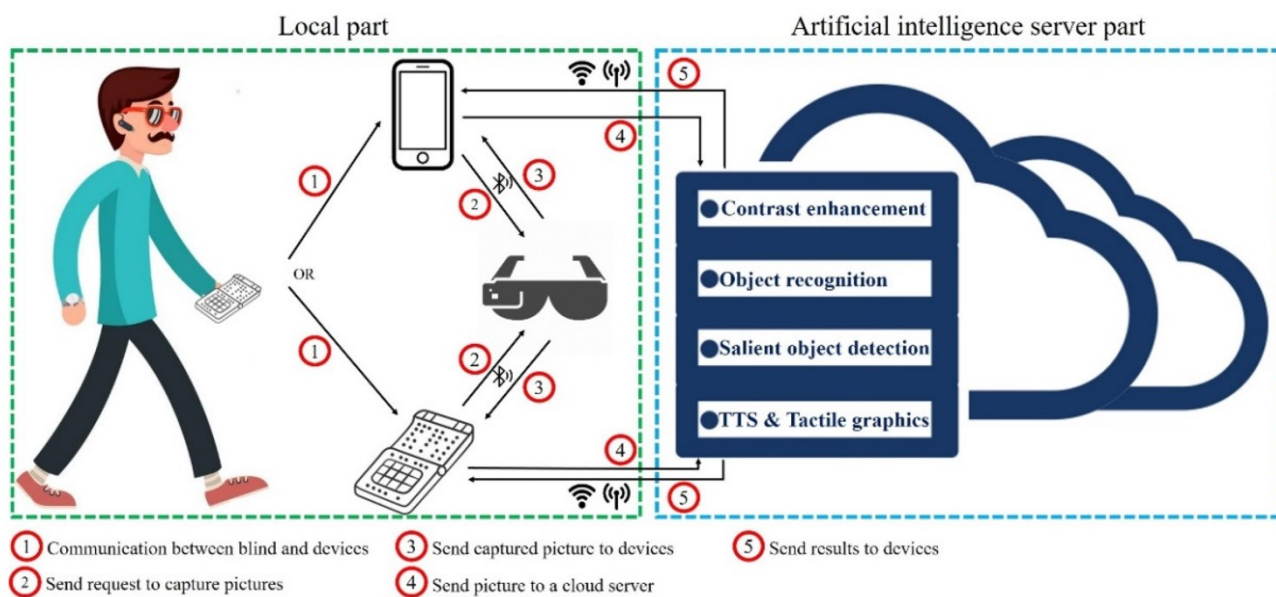 Local part
Artificial intelligence server part
5
4
1
3
2
OR
1
2
3
4
5
Contrast enhancement
Object recognition
Salient object detection
TTS & Tactile graphics
1 Communication between blind and devices
3 Send captured picture to devices
5 Send results to devices
2 Send request to capture pictures
4 Send picture to a cloud server